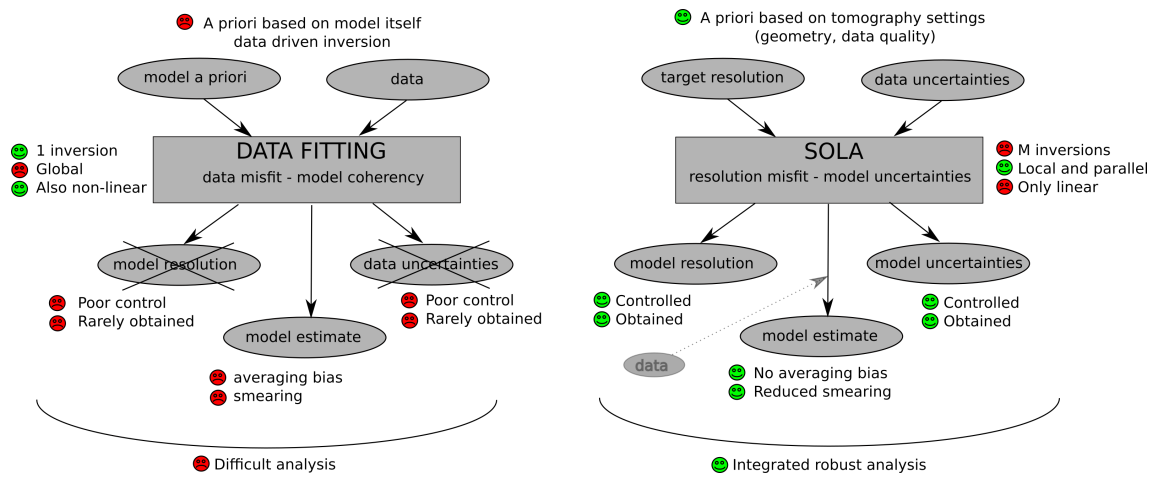 A priori based on model itself
data driven inversion
model a priori
data
1 inversion
Global
Also non-linear
DATA FITTING
data misfit - model coherency
model resolution
data uncertainties
Poor control
Rarely obtained
Poor control
Rarely obtained
model estimate
averaging bias
smearing
Difficult analysis
A priori based on tomography settings
(geometry, data quality)
target resolution
data uncertainties
SOLA
resolution misfit - model uncertainties
M inversions
Local and parallel
Only linear
model resolution
model uncertainties
Controlled
Obtained
Controlled
Obtained
model estimate
data
No averaging bias
Reduced smearing
Integrated robust analysis